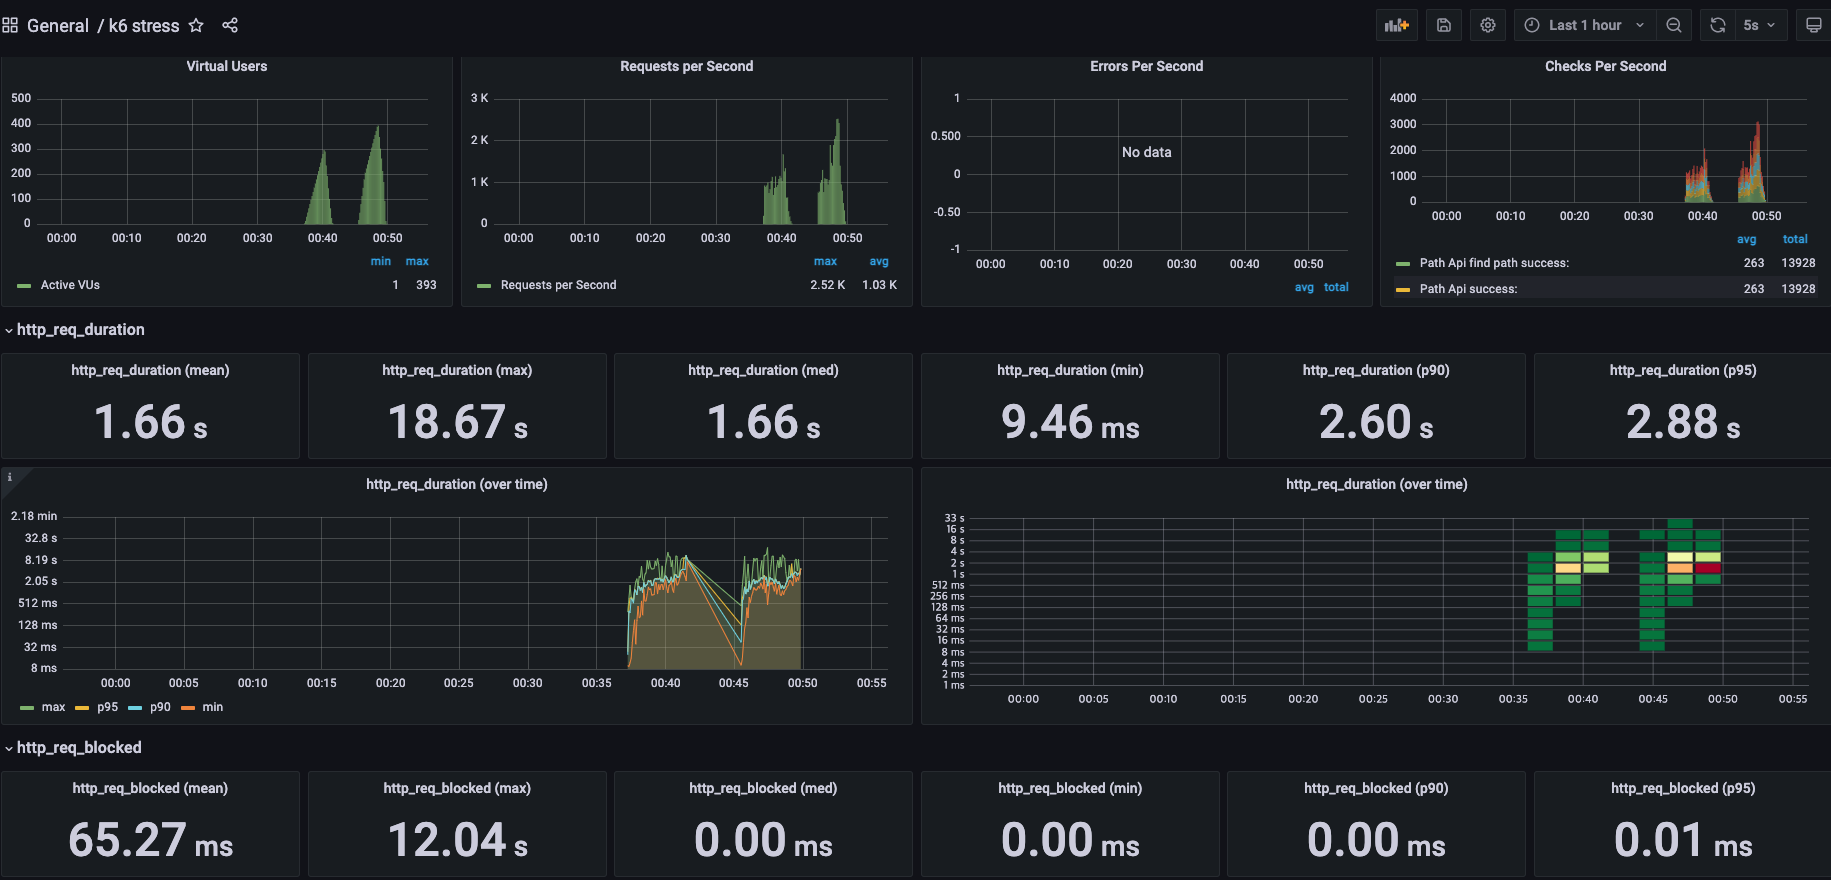 General / k6 stress
Last 1 hour
5s
Virtual Users
500
400
300
200
100
0
00:00 00:10 00:20 00:30 00:40 00:50
min max
Active VUs 1 393
Requests per Second
3 K
2 K
1 K
0
00:00 00:10 00:20 00:30 00:40 00:50
max avg
Requests per Second 2.52 K 1.03 K
Errors Per Second
1
0.500
0
-0.50
-1
No data
00:00 00:10 00:20 00:30 00:40 00:50
avg total
Checks Per Second
4000
3000
2000
1000
0
00:00 00:10 00:20 00:30 00:40 00:50
avg total
Path Api find path success: 263 13928
Path Api success: 263 13928
http_req_duration
http_req_duration (mean)
1.66 s
http_req_duration (max)
18.67 s
http_req_duration (med)
1.66 s
http_req_duration (min)
9.46 ms
http_req_duration (p90)
2.60 s
http_req_duration (p95)
2.88 s
i
http_req_duration (over time)
2.18 min
32.8 s
8.19 s
2.05 s
512 ms
128 ms
32 ms
8 ms
00:00 00:05 00:10 00:15 00:20 00:25 00:30 00:35 00:40 00:45 00:50 00:55
max p95 p90 min
http_req_duration (over time)
33 s
16 s
8 s
4 s
2 s
1 s
512 ms
256 ms
128 ms
64 ms
32 ms
16 ms
8 ms
4 ms
2 ms
1 ms
00:00 00:05 00:10 00:15 00:20 00:25 00:30 00:35 00:40 00:45 00:50 00:55
http_req_blocked
http_req_blocked (mean)
65.27 ms
http_req_blocked (max)
12.04 s
http_req_blocked (med)
0.00 ms
http_req_blocked (min)
0.00 ms
http_req_blocked (p90)
0.00 ms
http_req_blocked (p95)
0.01 ms